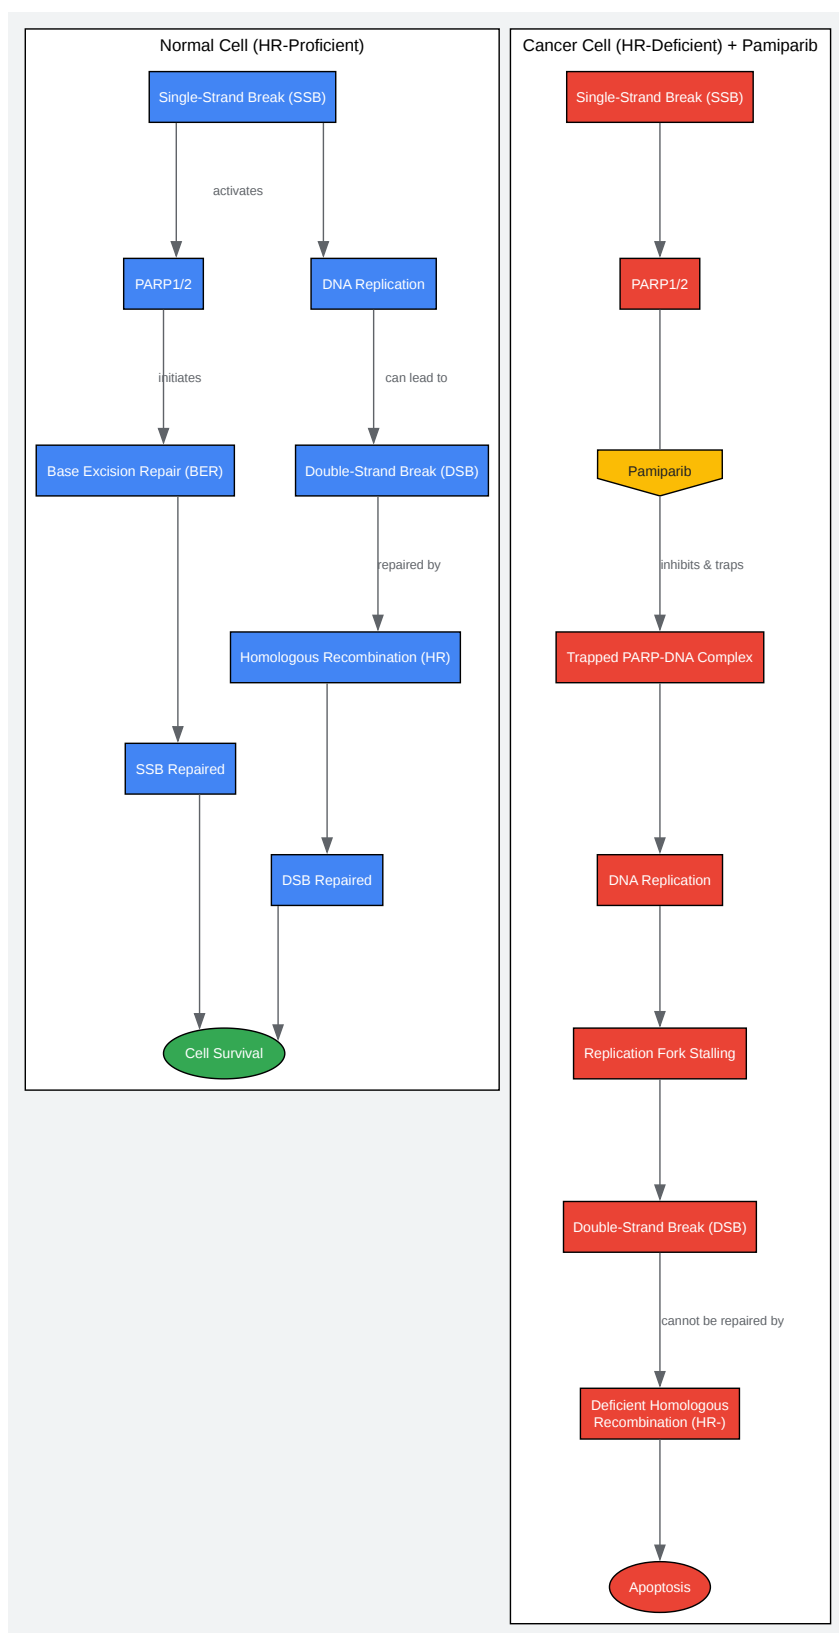 Normal Cell (HR-Proficient)
Single-Strand Break (SSB)
activates
PARP1/2
DNA Replication
initiates
can lead to
Base Excision Repair (BER)
Double-Strand Break (DSB)
repaired by
Homologous Recombination (HR)
SSB Repaired
DSB Repaired
Cell Survival
Cancer Cell (HR-Deficient) + Pamiparib
Single-Strand Break (SSB)
PARP1/2
Pamiparib
inhibits & traps
Trapped PARP-DNA Complex
DNA Replication
Replication Fork Stalling
Double-Strand Break (DSB)
cannot be repaired by
Deficient Homologous
Recombination (HR-)
Apoptosis